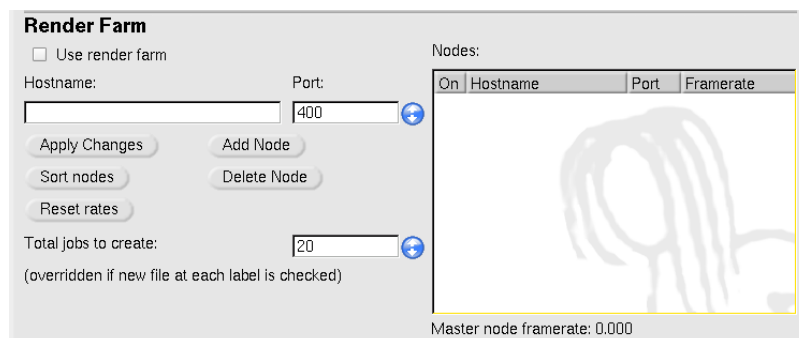 Render Farm
Use render farm
Hostname:
Port:
400
Apply Changes
Add Node
Sort nodes
Delete Node
Reset rates
Total jobs to create:
20
(overridden if new file at each label is checked)
Nodes:
On Hostname Port Framerate
Master node framerate: 0.000